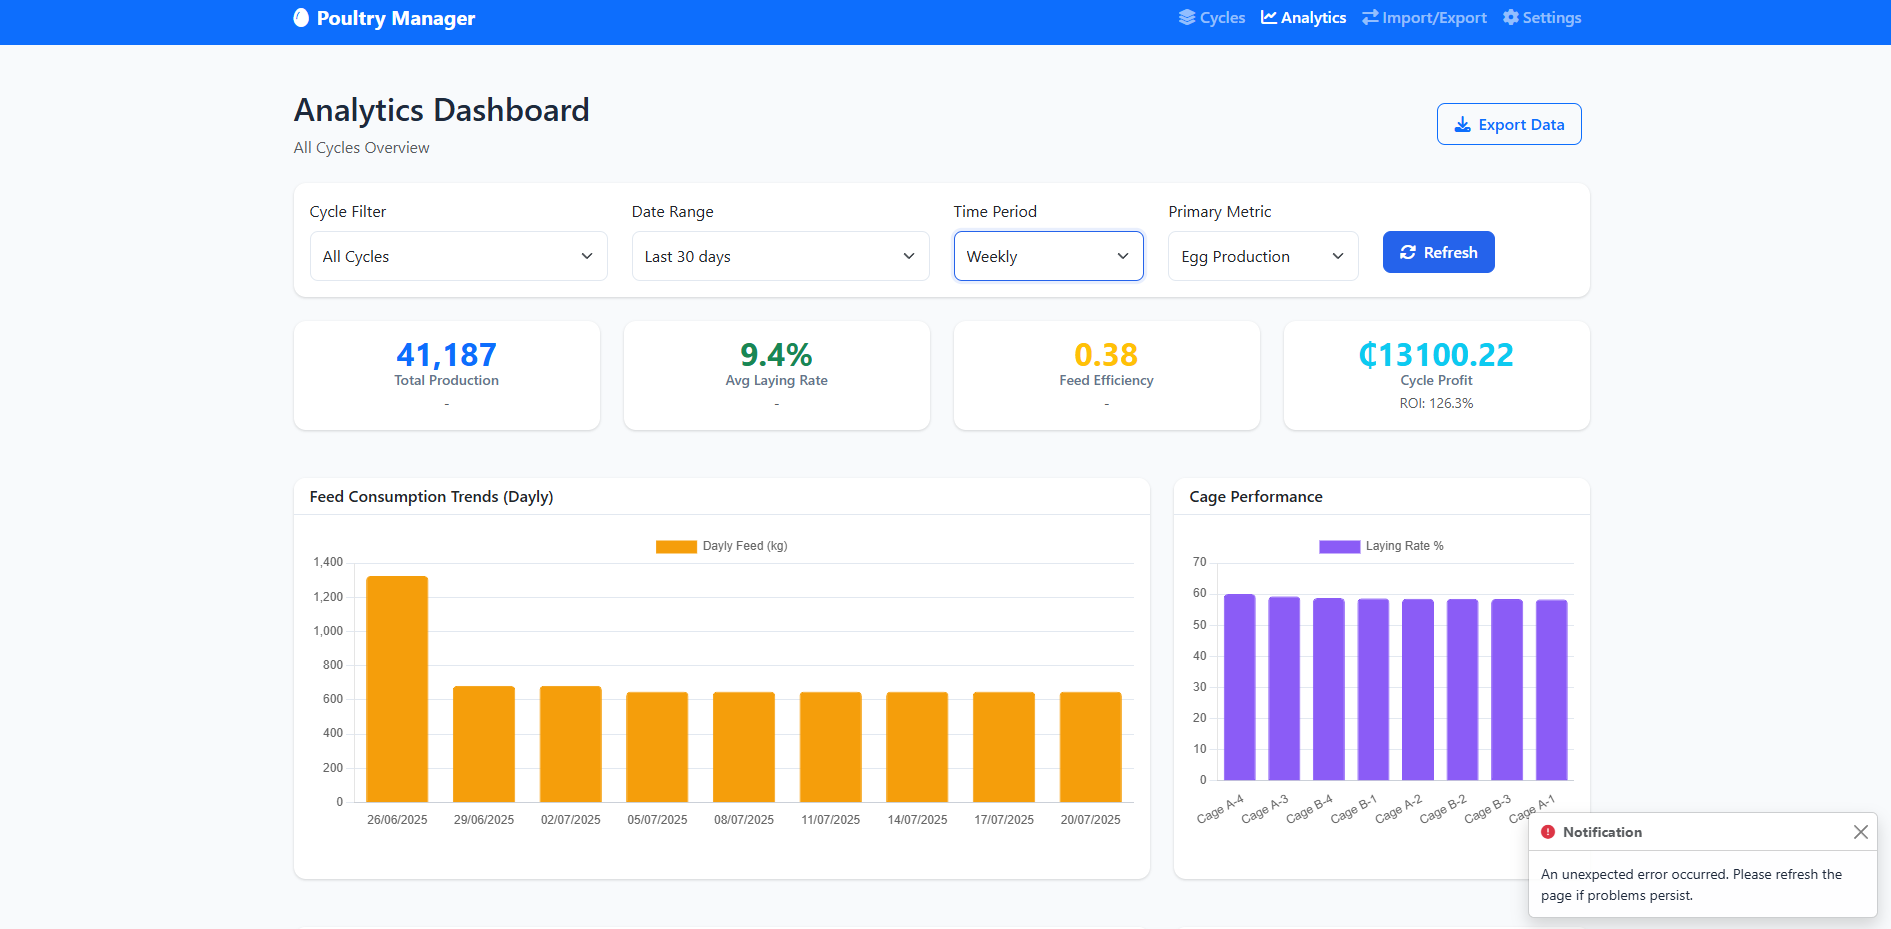 Poultry Manager
Cycles Analytics Import/Export Settings
Analytics Dashboard
All Cycles Overview
Export Data
Cycle Filter Date Range Time Period Primary Metric
All Cycles Last 30 days Weekly Egg Production Refresh
41,187 9.4% 0.38 ₵13100.22
Total Production Avg Laying Rate Feed Efficiency Cycle Profit
- - - ROI: 126.3%
Feed Consumption Trends (Dayly)
Dayly Feed (kg)
1,400
1,200
1,000
800
600
400
200
0
26/06/2025 29/06/2025 02/07/2025 05/07/2025 08/07/2025 11/07/2025 14/07/2025 17/07/2025 20/07/2025
Cage Performance
Laying Rate %
70
60
50
40
30
20
10
0
Cage A-4 Cage A-3 Cage B-4 Cage B-1 Cage A-2 Cage B-2 Cage B-3 Cage A-1
Notification
An unexpected error occurred. Please refresh the
page if problems persist.